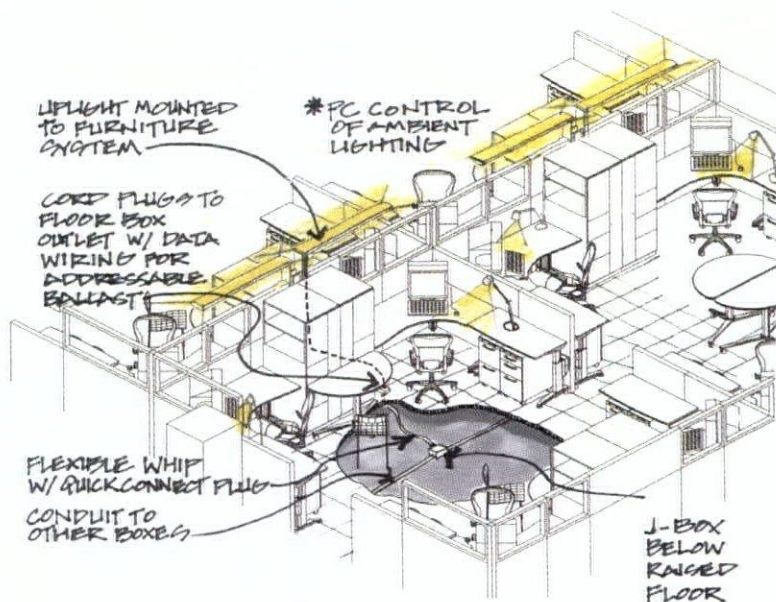 UPLIGHT MOUNTED
TO FURNITURE
SYSTEM
* PC CONTROL
OF AMBIENT
LIGHTING
CORD PLUGS TO
FLOOR BOX
OUTLET W/ DATA
WIRING FOR
ADDRESSABLE
BALLAST
FLEXIBLE WHIP
W/ QUICKCONNECT PLUG
CONDUIT TO
OTHER BOXES
J-BOX
BELOW
RAISED
FLOOR